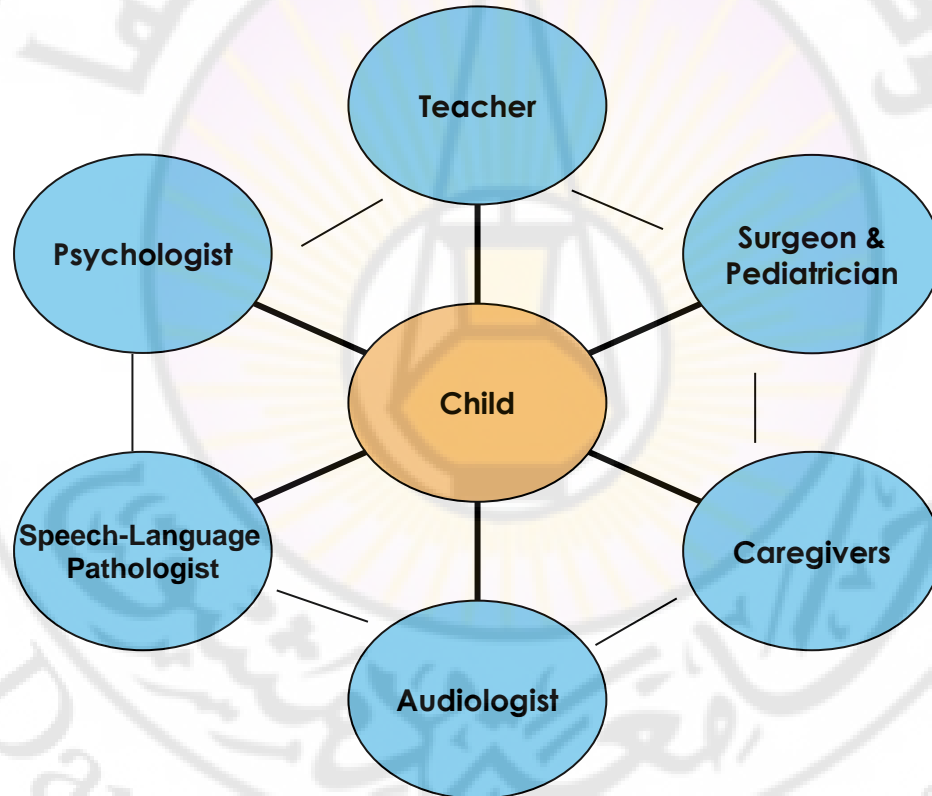 Teacher
Psychologist
Surgeon &
Pediatrician
Child
Speech-Language
Pathologist
Caregivers
Audiologist